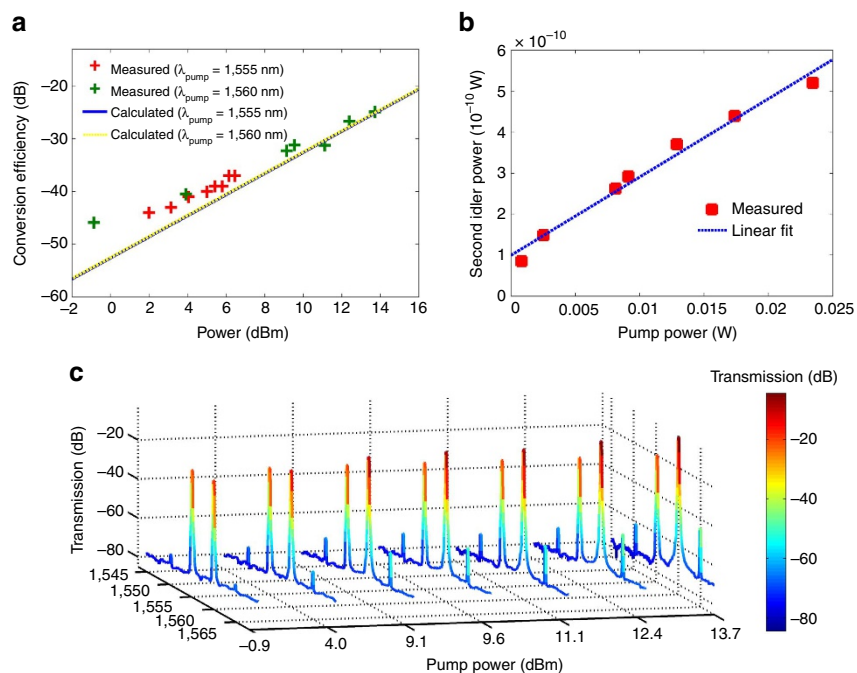 a
Conversion efficiency (dB)
−20
−30
−40
−50
−60
Measured (λpump = 1,555 nm)
Measured (λpump = 1,560 nm)
Calculated (λpump = 1,555 nm)
Calculated (λpump = 1,560 nm)
−2 0 2 4 6 8 10 12 14 16
Power (dBm)
b
× 10⁻¹⁰
Second idler power (10⁻¹⁰ W)
6
5
4
3
2
1
0
Measured
Linear fit
0 0.005 0.01 0.015 0.02 0.025
Pump power (W)
c
Transmission (dB)
−20
−40
−60
−80
1,545
1,550
1,555
1,560
1,565
−0.9 4.0 9.1 9.6 11.1 12.4 13.7
Pump power (dBm)
Transmission (dB)
−20
−40
−60
−80